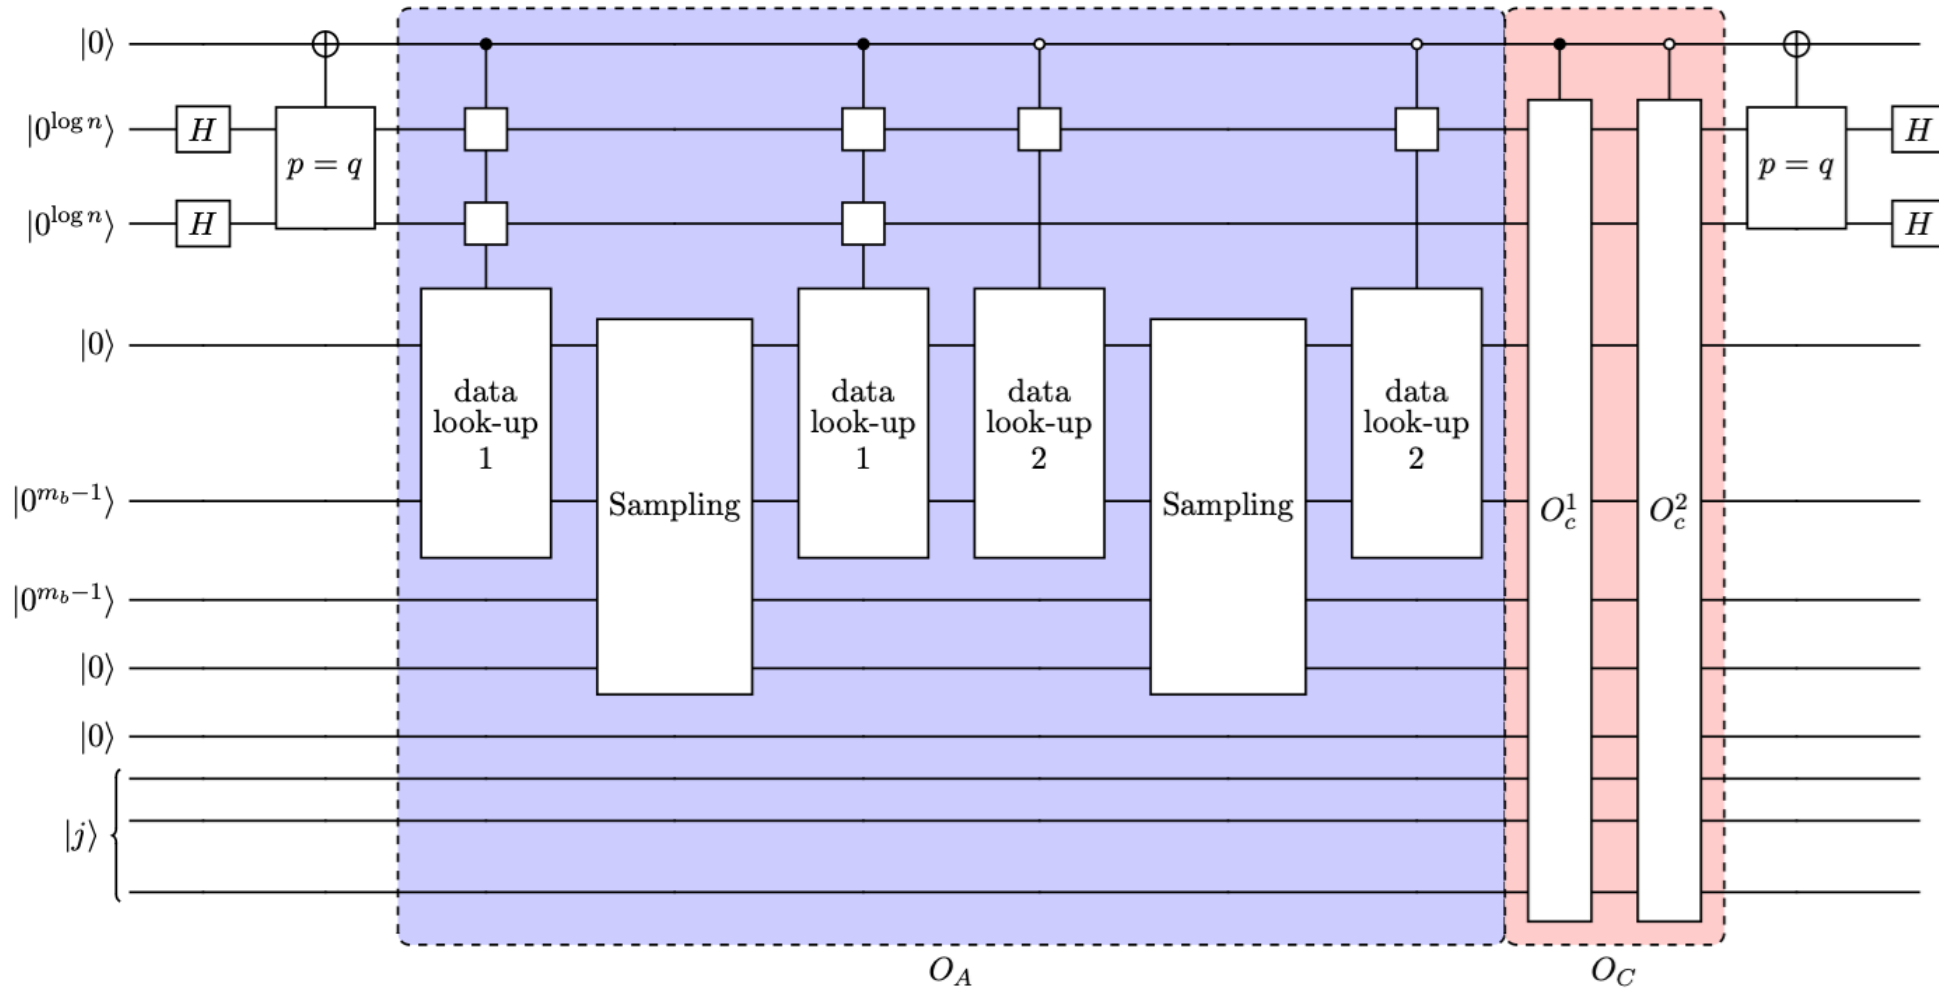 |0⟩
|0^{log n}⟩ H H
p = q p = q
|0^{log n}⟩ H H
|0⟩
data look-up 1
Sampling
data look-up 1
data look-up 2
Sampling
data look-up 2
|0^{m_b−1}⟩
O_c^1 O_c^2
|0^{m_b−1}⟩
|0⟩
|0⟩
|j⟩
O_A O_C